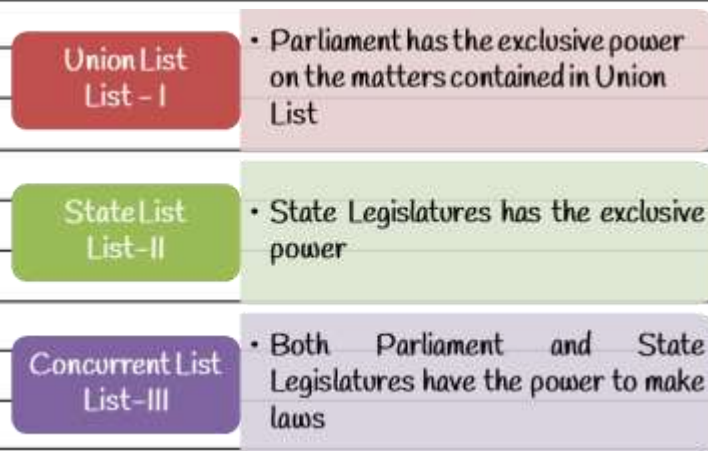 Union List
List - I
• Parliament has the exclusive power
on the matters contained in Union
List
State List
List-II
• State Legislatures has the exclusive
power
Concurrent List
List-III
• Both Parliament and State
Legislatures have the power to make
laws